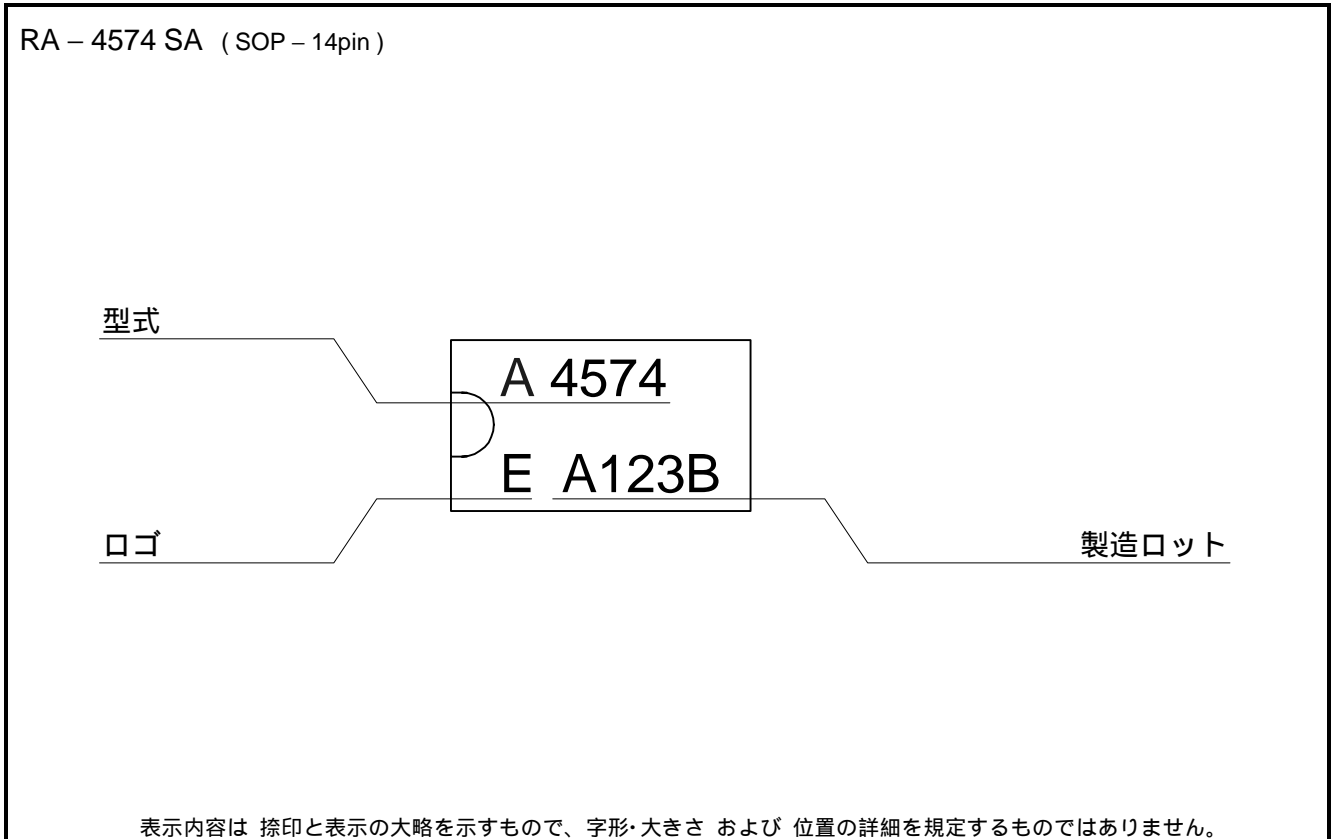 RA – 4574 SA ( SOP – 14pin )
型式
A 4574
E A123B
ロゴ
製造ロット
表示内容は 捺印と表示の大略を示すもので、字形･大きさ および 位置の詳細を規定するものではありません。